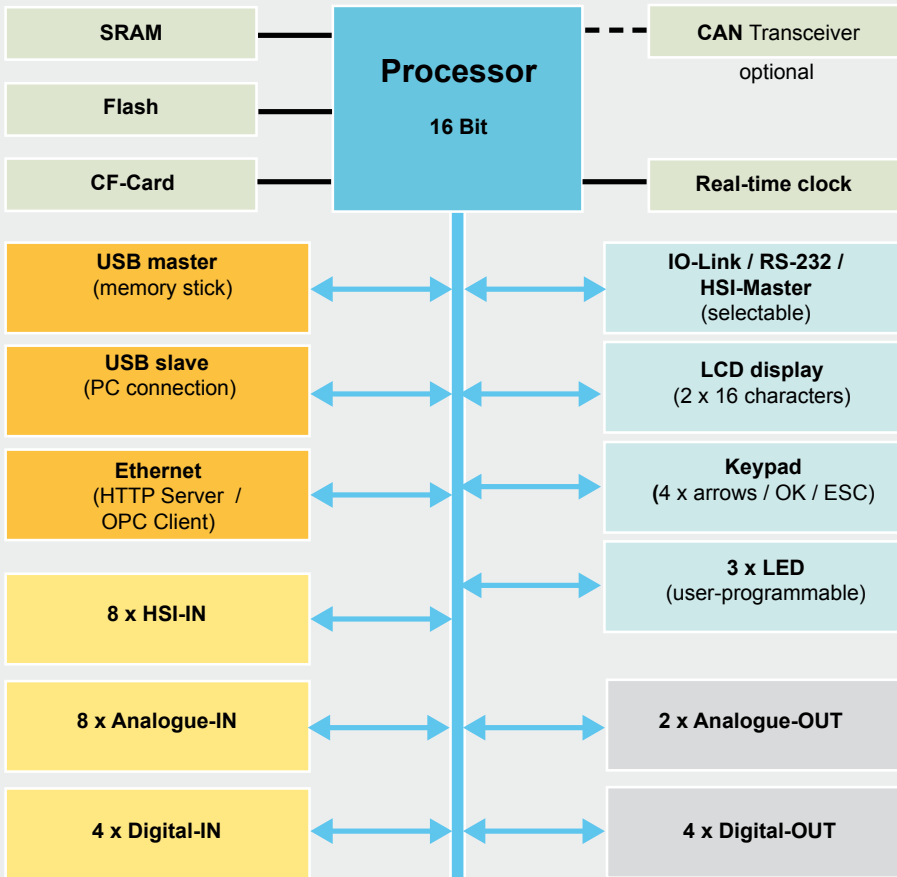 SRAM
Flash
CF-Card
Processor
16 Bit
CAN Transceiver
optional
Real-time clock
USB master
(memory stick)
USB slave
(PC connection)
Ethernet
(HTTP Server /
OPC Client)
8 x HSI-IN
8 x Analogue-IN
4 x Digital-IN
IO-Link / RS-232 /
HSI-Master
(selectable)
LCD display
(2 x 16 characters)
Keypad
(4 x arrows / OK / ESC)
3 x LED
(user-programmable)
2 x Analogue-OUT
4 x Digital-OUT